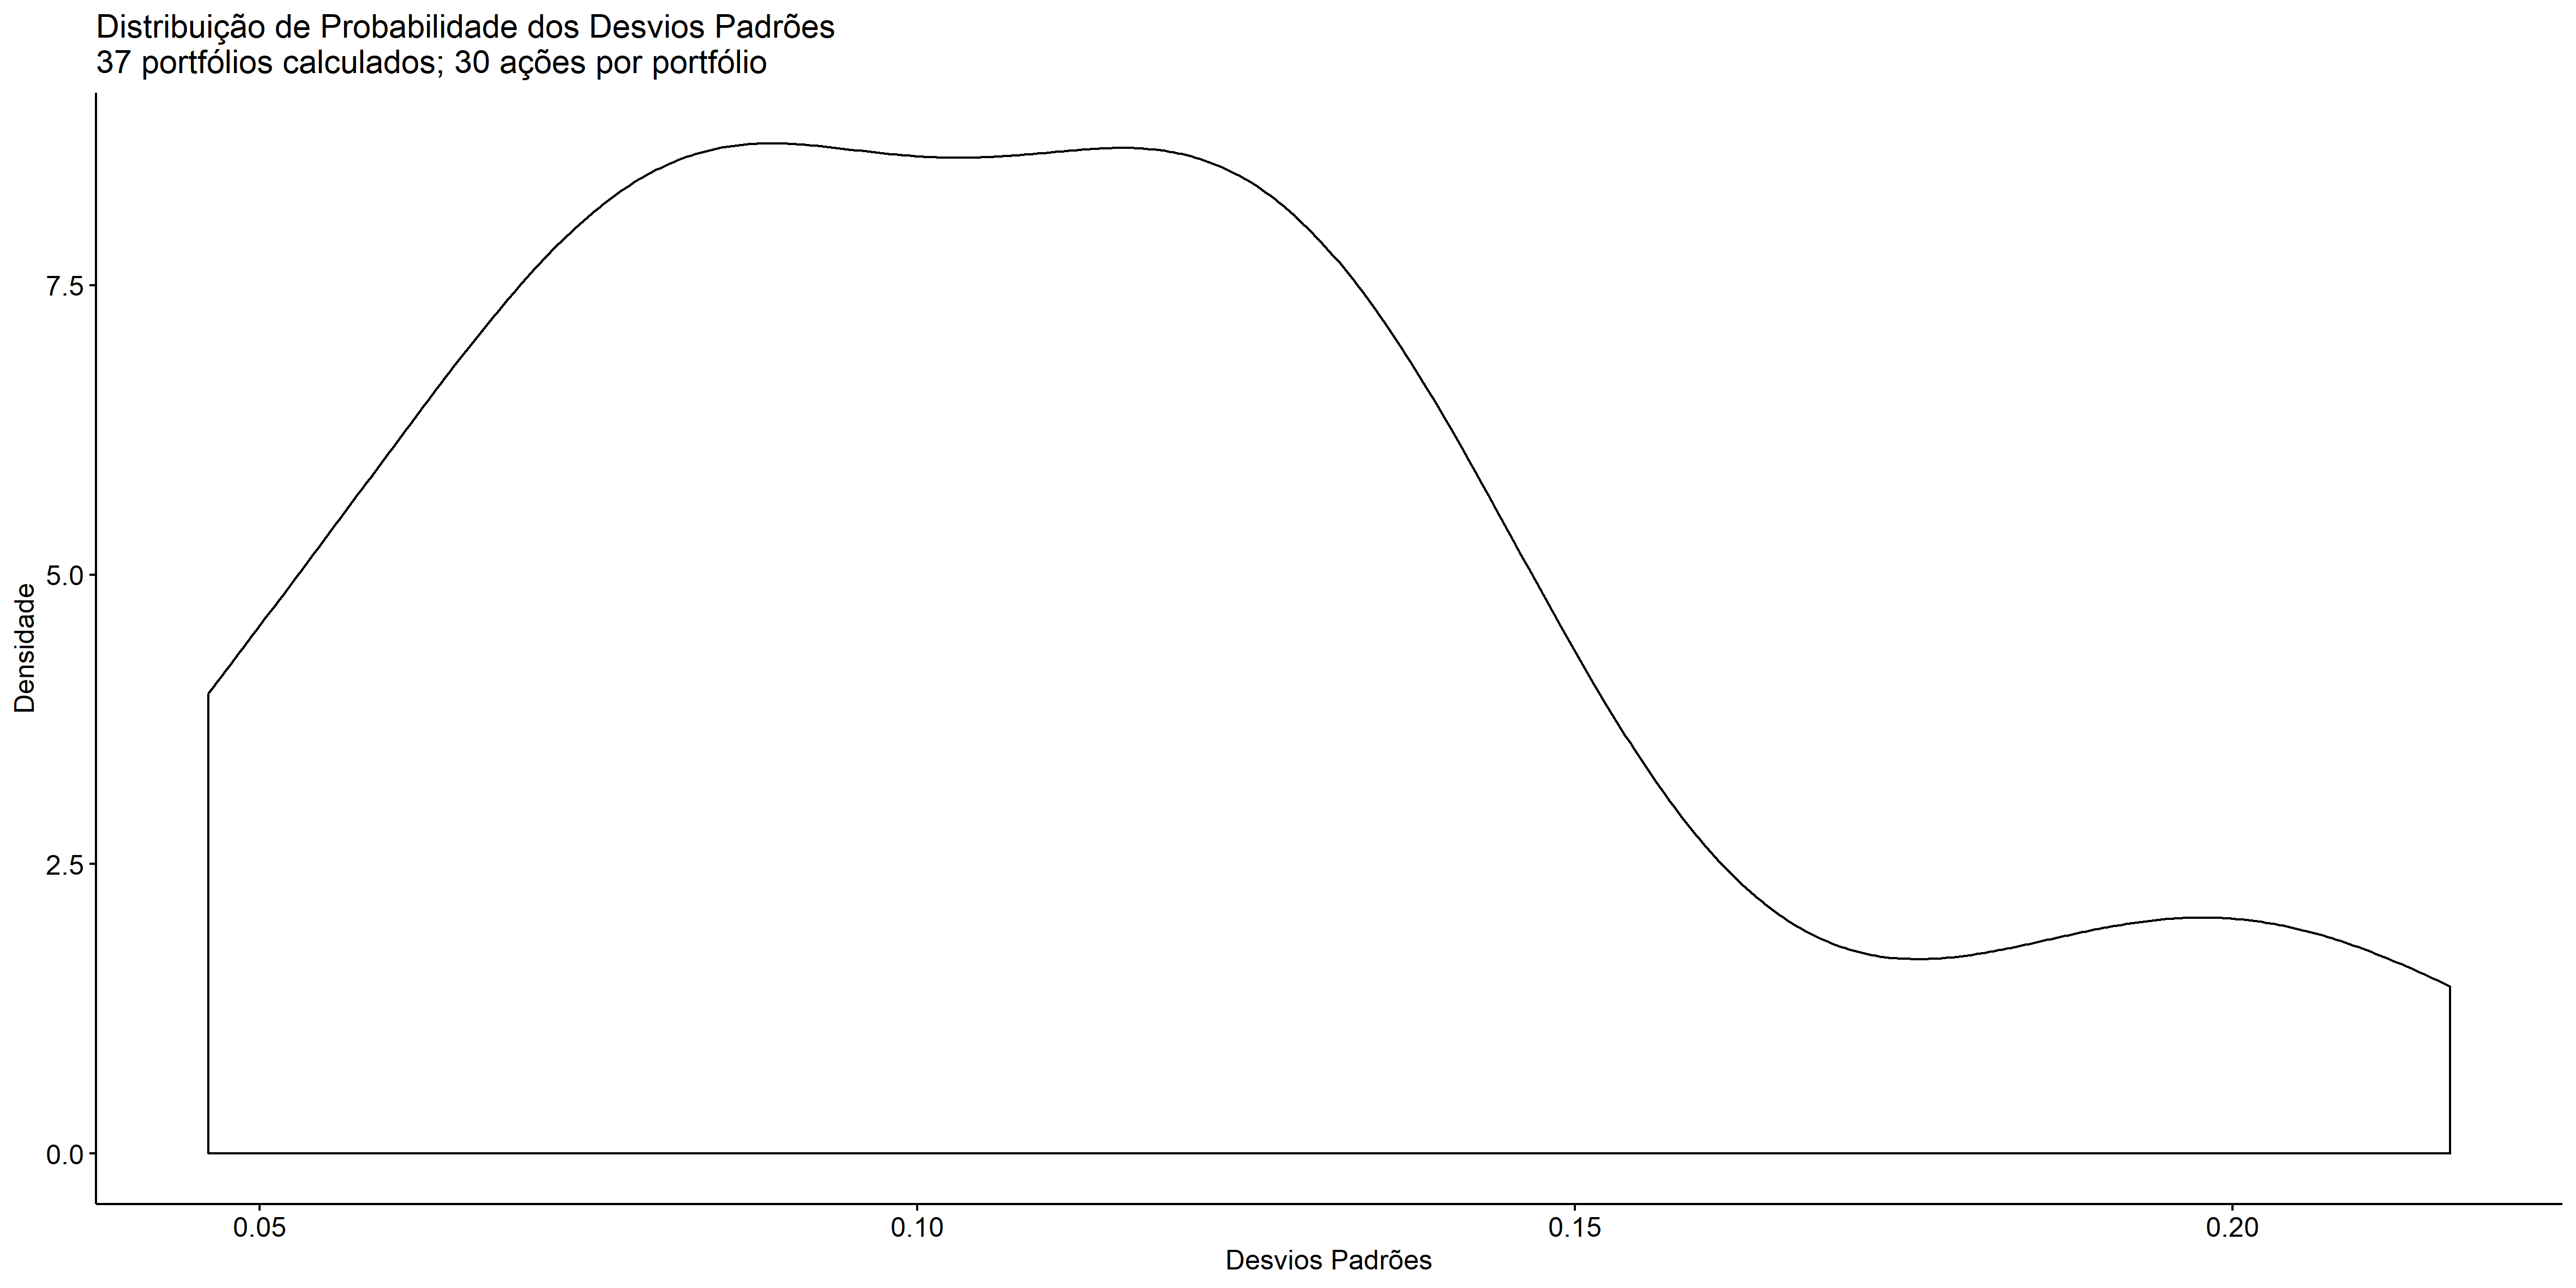 Distribuição de Probabilidade dos Desvios Padrões
37 portfólios calculados; 30 ações por portfólio
7.5
5.0
2.5
0.0
Densidade
0.05
0.10
0.15
0.20
Desvios Padrões